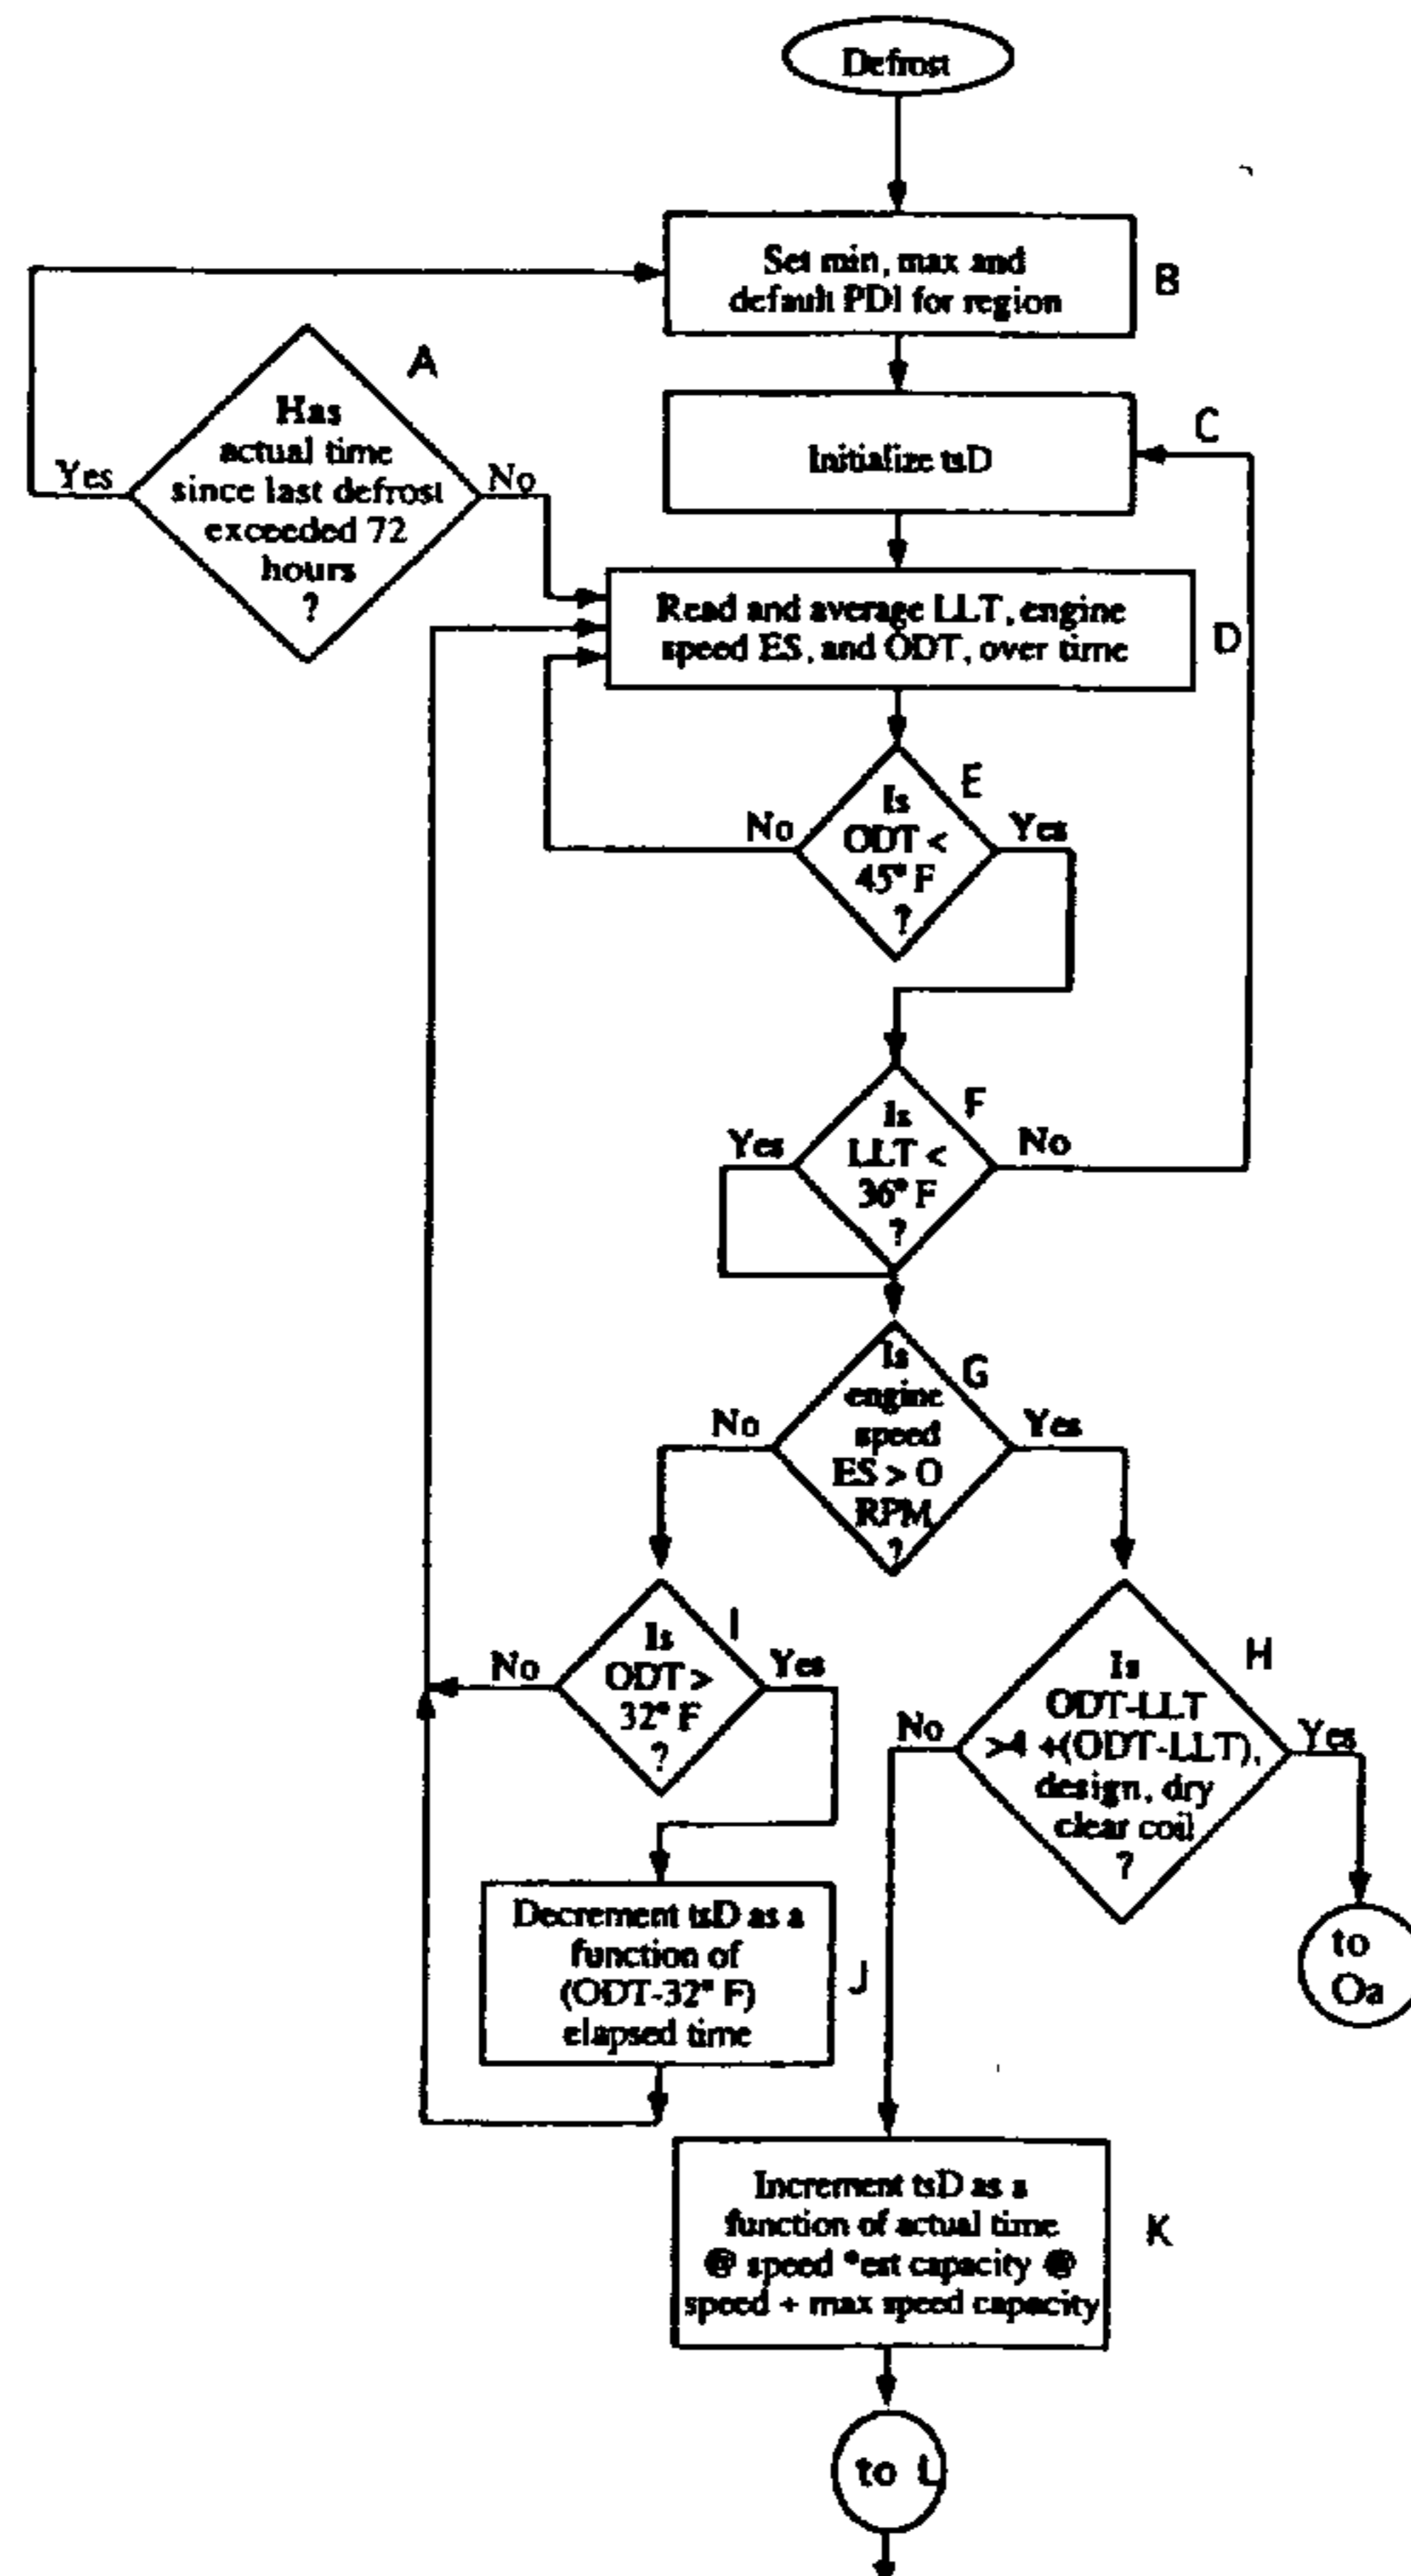 Defrost
Set min, max and
default PDI for region
B
A
Has
actual time
since last defrost
exceeded 72
hours
?
Yes
No
C
Initialize tsD
Read and average LLT, engine
speed ES, and ODT, over time
D
E
Is
ODT <
45° F
?
No
Yes
F
Is
LLT <
36° F
?
Yes
No
G
Is
engine
speed
ES > O
RPM
?
No
Yes
I
Is
ODT >
32° F
?
No
Yes
H
Is
ODT-LLT
>4 +(ODT-LLT),
design, dry
clear coil
?
No
Yes
to
Oa
Decrement tsD as a
function of
(ODT-32° F)
elapsed time
J
Increment tsD as a
function of actual time
@ speed *est capacity @
speed + max speed capacity
K
to L